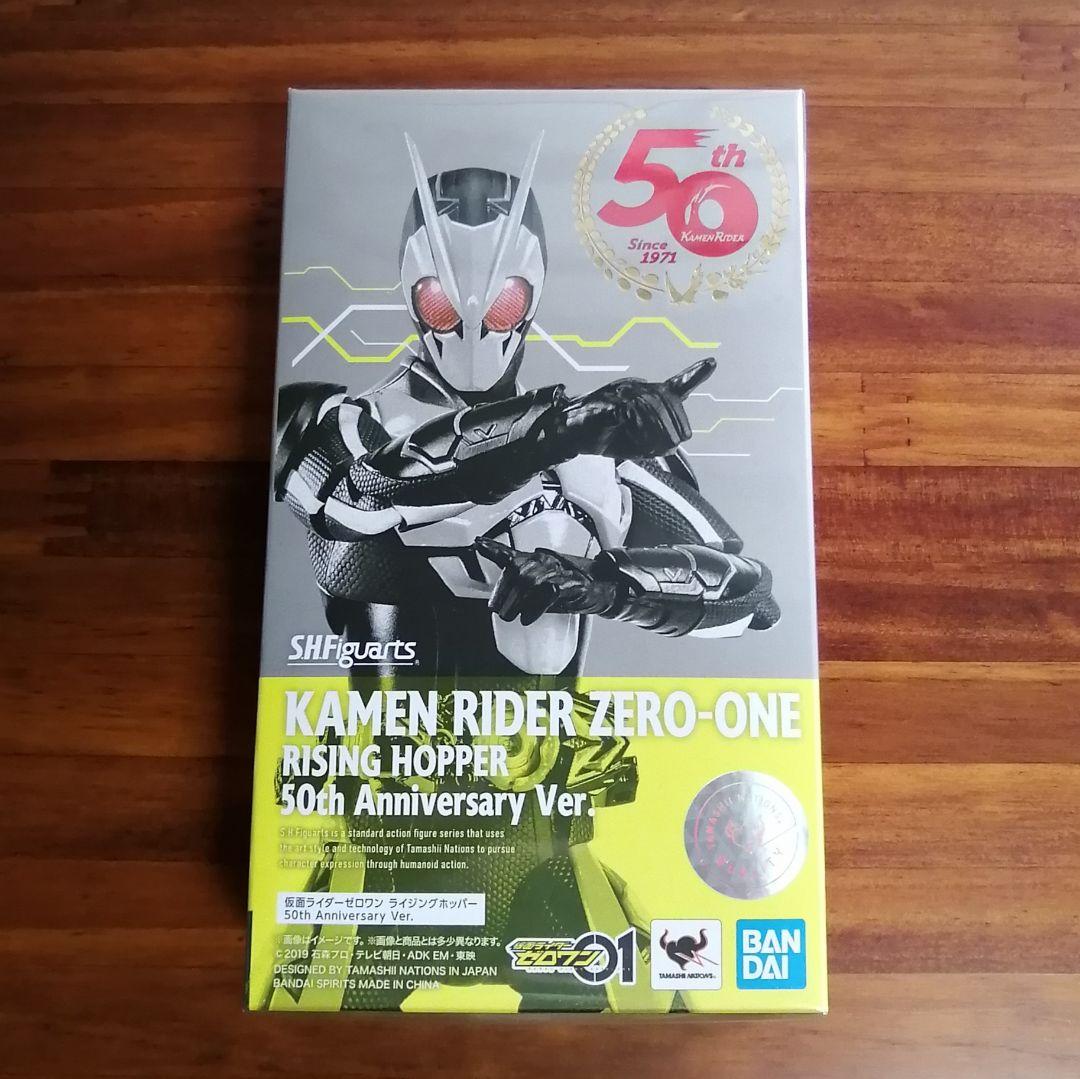 50th
KAMEN RIDER
Since
1971
S.H.Figuarts
KAMEN RIDER ZERO-ONE
RISING HOPPER
50th Anniversary Ver.
S.H.Figuarts is a standard action figure series that uses
the art style and technology of Tamashii Nations to pursue
character expression through humanoid action.
TAMASHII NATIONS
QUALITY
仮面ライダーゼロワン ライジングホッパー
50th Anniversary Ver.
※画像はイメージです。※画像と商品とは多少異なります。
© 2019 石森プロ・テレビ朝日・ADK EM・東映
DESIGNED BY TAMASHII NATIONS IN JAPAN
BANDAI SPIRITS MADE IN CHINA
仮面ライダー
ゼロワン 01
TAMASHII NATIONS
BAN
DAI